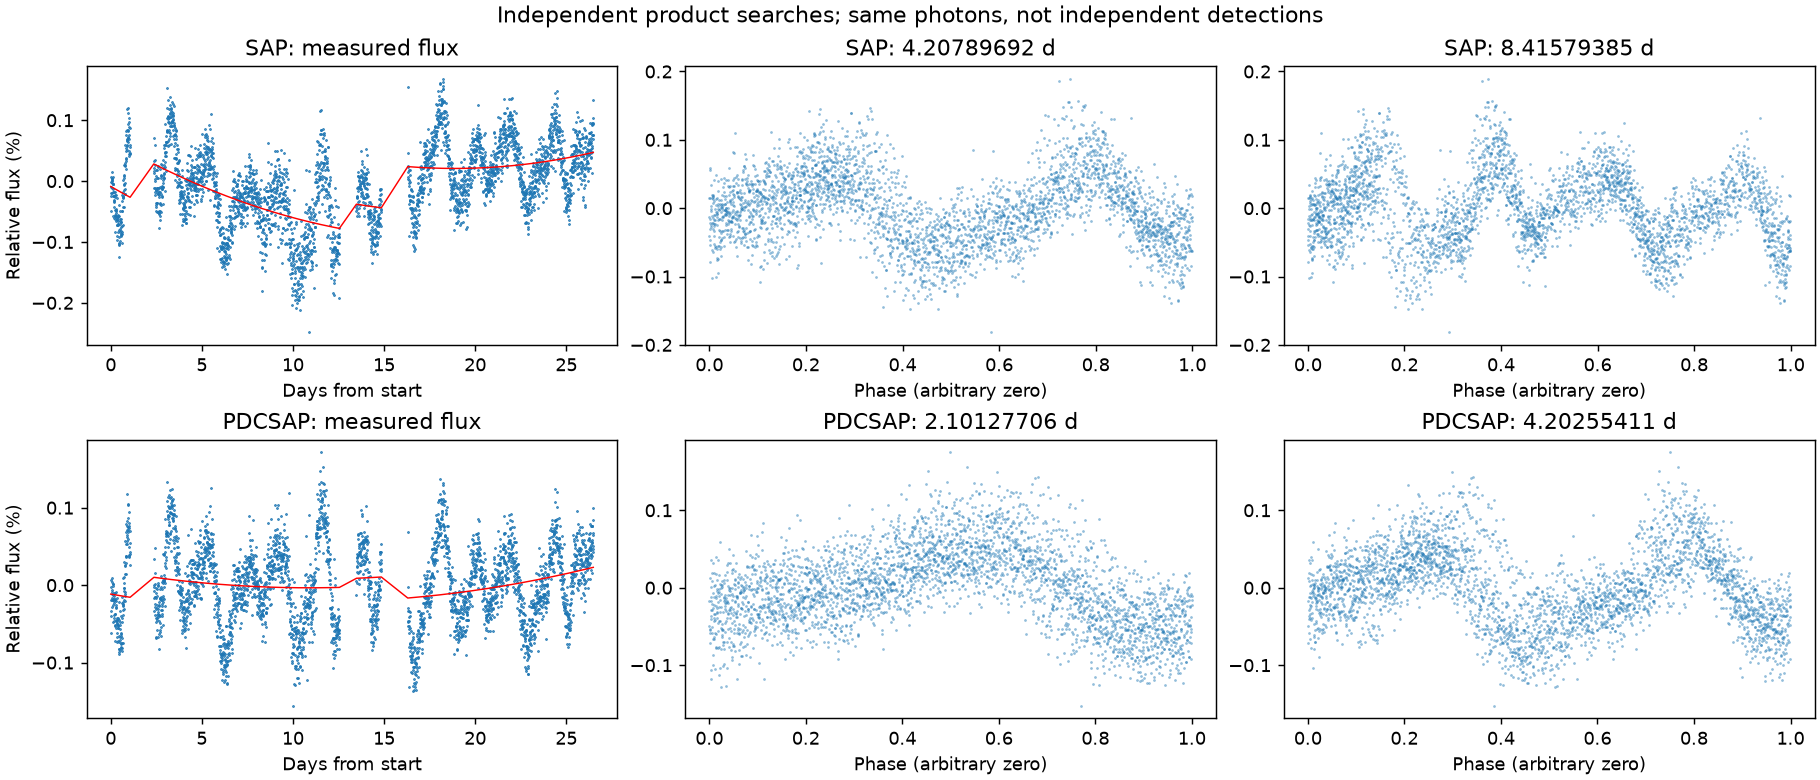 Independent product searches; same photons, not independent detections
SAP: measured flux
SAP: 4.20789692 d
SAP: 8.41579385 d
Relative flux (%)
0.1
0.0
−0.1
−0.2
0 5 10 15 20 25
Days from start
0.2
0.1
0.0
−0.1
−0.2
0.0 0.2 0.4 0.6 0.8 1.0
Phase (arbitrary zero)
0.2
0.1
0.0
−0.1
−0.2
0.0 0.2 0.4 0.6 0.8 1.0
Phase (arbitrary zero)
PDCSAP: measured flux
PDCSAP: 2.10127706 d
PDCSAP: 4.20255411 d
Relative flux (%)
0.1
0.0
−0.1
0 5 10 15 20 25
Days from start
0.1
0.0
−0.1
0.0 0.2 0.4 0.6 0.8 1.0
Phase (arbitrary zero)
0.1
0.0
−0.1
0.0 0.2 0.4 0.6 0.8 1.0
Phase (arbitrary zero)